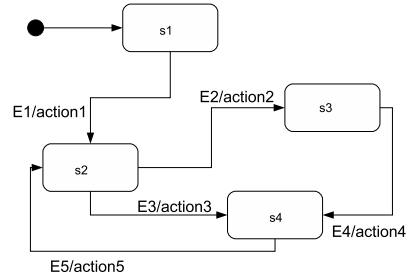 s1
E1/action1
E2/action2
s3
s2
E3/action3
s4
E4/action4
E5/action5